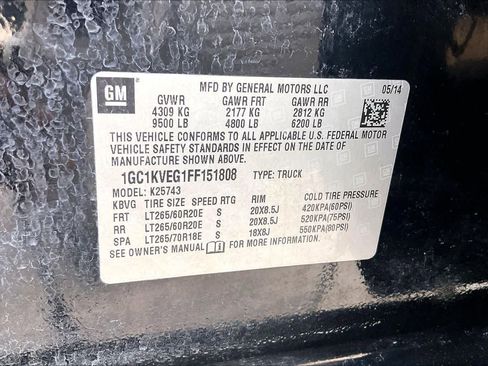 GM
MFD BY GENERAL MOTORS LLC 05/14
GVWR GAWR FRT GAWR RR
4309 KG 2177 KG 2812 KG
9500 LB 4800 LB 6200 LB
THIS VEHICLE CONFORMS TO ALL APPLICABLE U.S. FEDERAL MOTOR
VEHICLE SAFETY STANDARDS IN EFFECT ON THE DATE OF
MANUFACTURE SHOWN ABOVE.
1GC1KVEG1FF151808 TYPE: TRUCK
MODEL: K25743
KBVG TIRE SIZE SPEED RTG RIM COLD TIRE PRESSURE
FRT LT265/60R20E S 20X8.5J 420KPA(60PSI)
RR LT265/60R20E S 20X8.5J 520KPA(75PSI)
SPA LT265/70R18E S 18X8J 550KPA(80PSI)
SEE OWNER'S MANUAL FOR MORE INFORMATION.